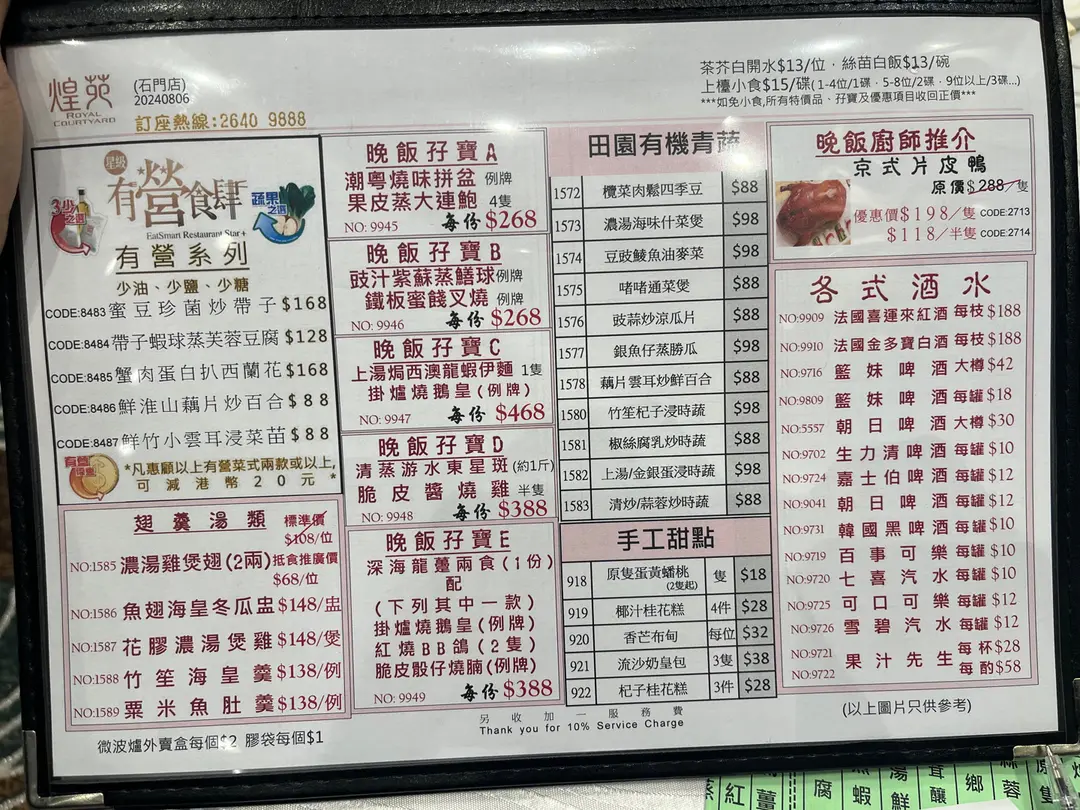 煌苑
ROYAL COURTYARD
(石門店)
20240806
訂座熱線:2640 9888
茶芥白開水$13/位﹒絲苗白飯$13/碗
上檯小食$15/碟(1-4位/1碟﹒5-8位/2碟﹒9位以上/3碟...)
***如免小食,所有特價品、孖寶及優惠項目收回正價***
星級
有營食肆
EatSmart Restaurant Star+
3少之選
蔬果之選
有營系列
少油、少鹽、少糖
CODE:8483 蜜豆珍菌炒帶子 $168
CODE:8484 帶子蝦球蒸芙蓉豆腐 $128
CODE:8485 蟹肉蛋白扒西蘭花 $168
CODE:8486 鮮淮山藕片炒百合 $88
CODE:8487 鮮竹小雲耳浸菜苗 $88
*凡惠顧以上有營菜式兩款或以上,
可減港幣20元*
翅羹湯類
標準價
$108/位
NO:1585 濃湯雞煲翅(2兩) 抵食推廣價
$68/位
NO:1586 魚翅海皇冬瓜盅 $148/盅
NO:1587 花膠濃湯煲雞 $148/煲
NO:1588 竹笙海皇羹 $138/例
NO:1589 粟米魚肚羹 $138/例
微波爐外賣盒每個$2 膠袋每個$1
晚飯孖寶A
潮粵燒味拼盆 例牌
果皮蒸大連鮑 4隻
NO: 9945 每份 $268
晚飯孖寶B
豉汁紫蘇蒸鱔球 例牌
鐵板蜜餞叉燒 例牌
NO: 9946 每份 $268
晚飯孖寶C
上湯焗西澳龍蝦伊麵 1隻
掛爐燒鵝皇(例牌)
NO: 9947 每份 $468
晚飯孖寶D
清蒸游水東星斑 (約1斤)
脆皮醬燒雞 半隻
NO: 9948 每份 $388
晚飯孖寶E
深海龍躉兩食(1份)
配
(下列其中一款)
掛爐燒鵝皇(例牌)
紅燒BB鴿(2隻)
脆皮骰仔燒腩(例牌)
NO: 9949 每份 $388
田園有機青蔬
1572 欖菜肉鬆四季豆 $88
1573 濃湯海味什菜煲 $98
1574 豆豉鯪魚油麥菜 $98
1575 啫啫通菜煲 $88
1576 豉蒜炒涼瓜片 $88
1577 銀魚仔蒸勝瓜 $98
1578 藕片雲耳炒鮮百合 $88
1580 竹笙杞子浸時蔬 $98
1581 椒絲腐乳炒時蔬 $88
1582 上湯/金銀蛋浸時蔬 $98
1583 清炒/蒜蓉炒時蔬 $88
手工甜點
918 原隻蛋黃蟠桃 (2隻起) 隻 $18
919 椰汁桂花糕 4件 $28
920 香芒布甸 每位 $32
921 流沙奶皇包 3隻 $38
922 杞子桂花糕 3件 $28
另收加一服務費
Thank you for 10% Service Charge
晚飯廚師推介
京式片皮鴨
原價$288/隻
優惠價$198/隻 CODE:2713
$118/半隻 CODE:2714
各式酒水
NO:9909 法國喜運來紅酒 每枝 $188
NO:9910 法國金多寶白酒 每枝 $188
NO:9716 籃妹啤酒 大樽 $42
NO:9809 籃妹啤酒 每罐 $18
NO:5557 朝日啤酒 大樽 $30
NO:9702 生力清啤酒 每罐 $10
NO:9724 嘉士伯啤酒 每罐 $12
NO:9041 朝日啤酒 每罐 $12
NO:9731 韓國黑啤酒 每罐 $10
NO:9719 百事可樂 每罐 $10
NO:9720 七喜汽水 每罐 $10
NO:9725 可口可樂 每罐 $12
NO:9726 雪碧汽水 每罐 $12
NO:9721 果汁先生 每杯 $28
NO:9722 每酌 $58
(以上圖片只供參考)